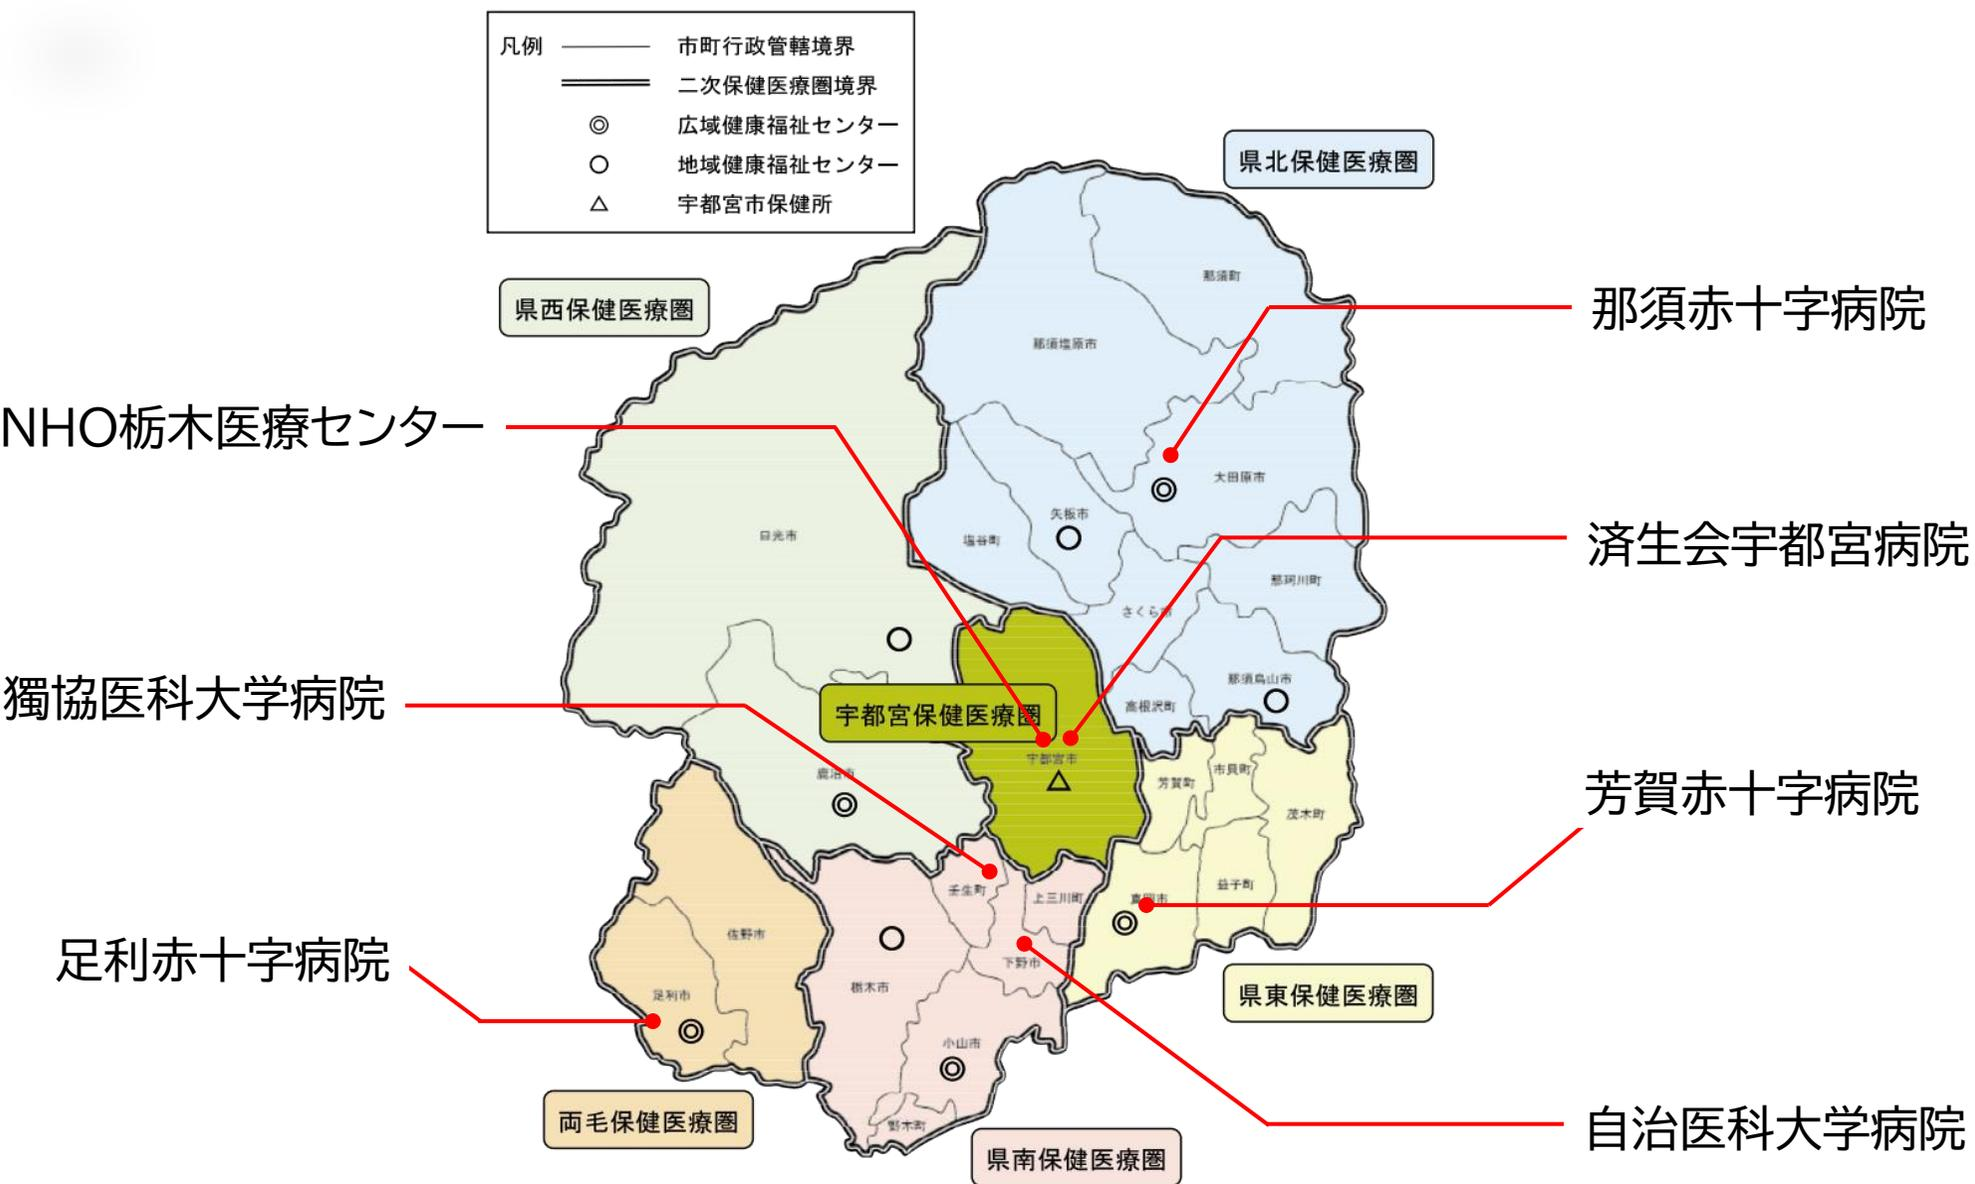 凡例
市町行政管轄境界
二次保健医療圏境界
広域健康福祉センター
地域健康福祉センター
宇都宮市保健所
県北保健医療圏
県西保健医療圏
那須町
那須赤十字病院
那須塩原市
NHO栃木医療センター
大田原市
矢板市
塩谷町
日光市
済生会宇都宮病院
那珂川町
さくら市
那須烏山市
獨協医科大学病院
高根沢町
宇都宮保健医療圏
宇都宮市
鹿沼市
芳賀町
市貝町
茂木町
芳賀赤十字病院
壬生町
上三川町
真岡市
益子町
佐野市
足利赤十字病院
下野市
栃木市
足利市
県東保健医療圏
小山市
両毛保健医療圏
野木町
自治医科大学病院
県南保健医療圏